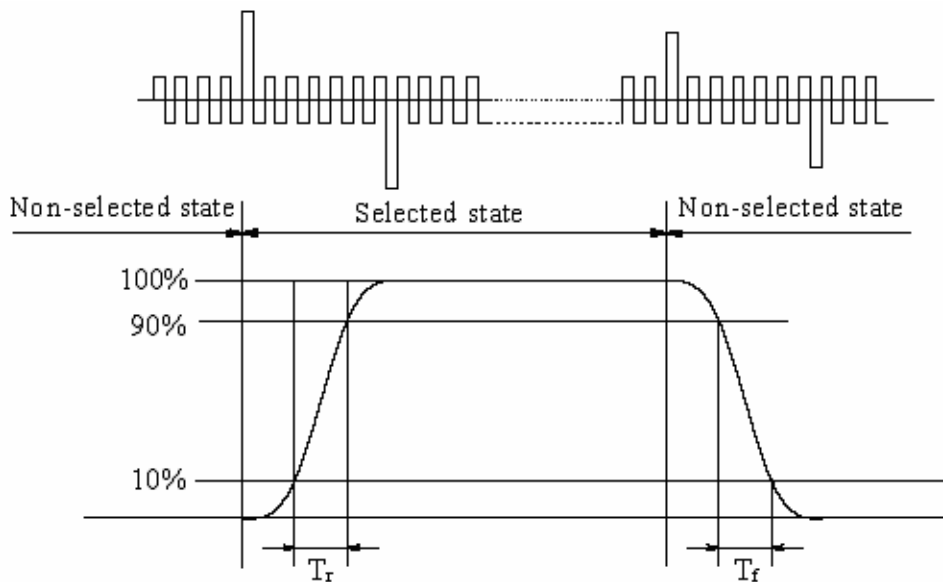 Non-selected state
Selected state
Non-selected state
100%
90%
10%
Tr
Tf